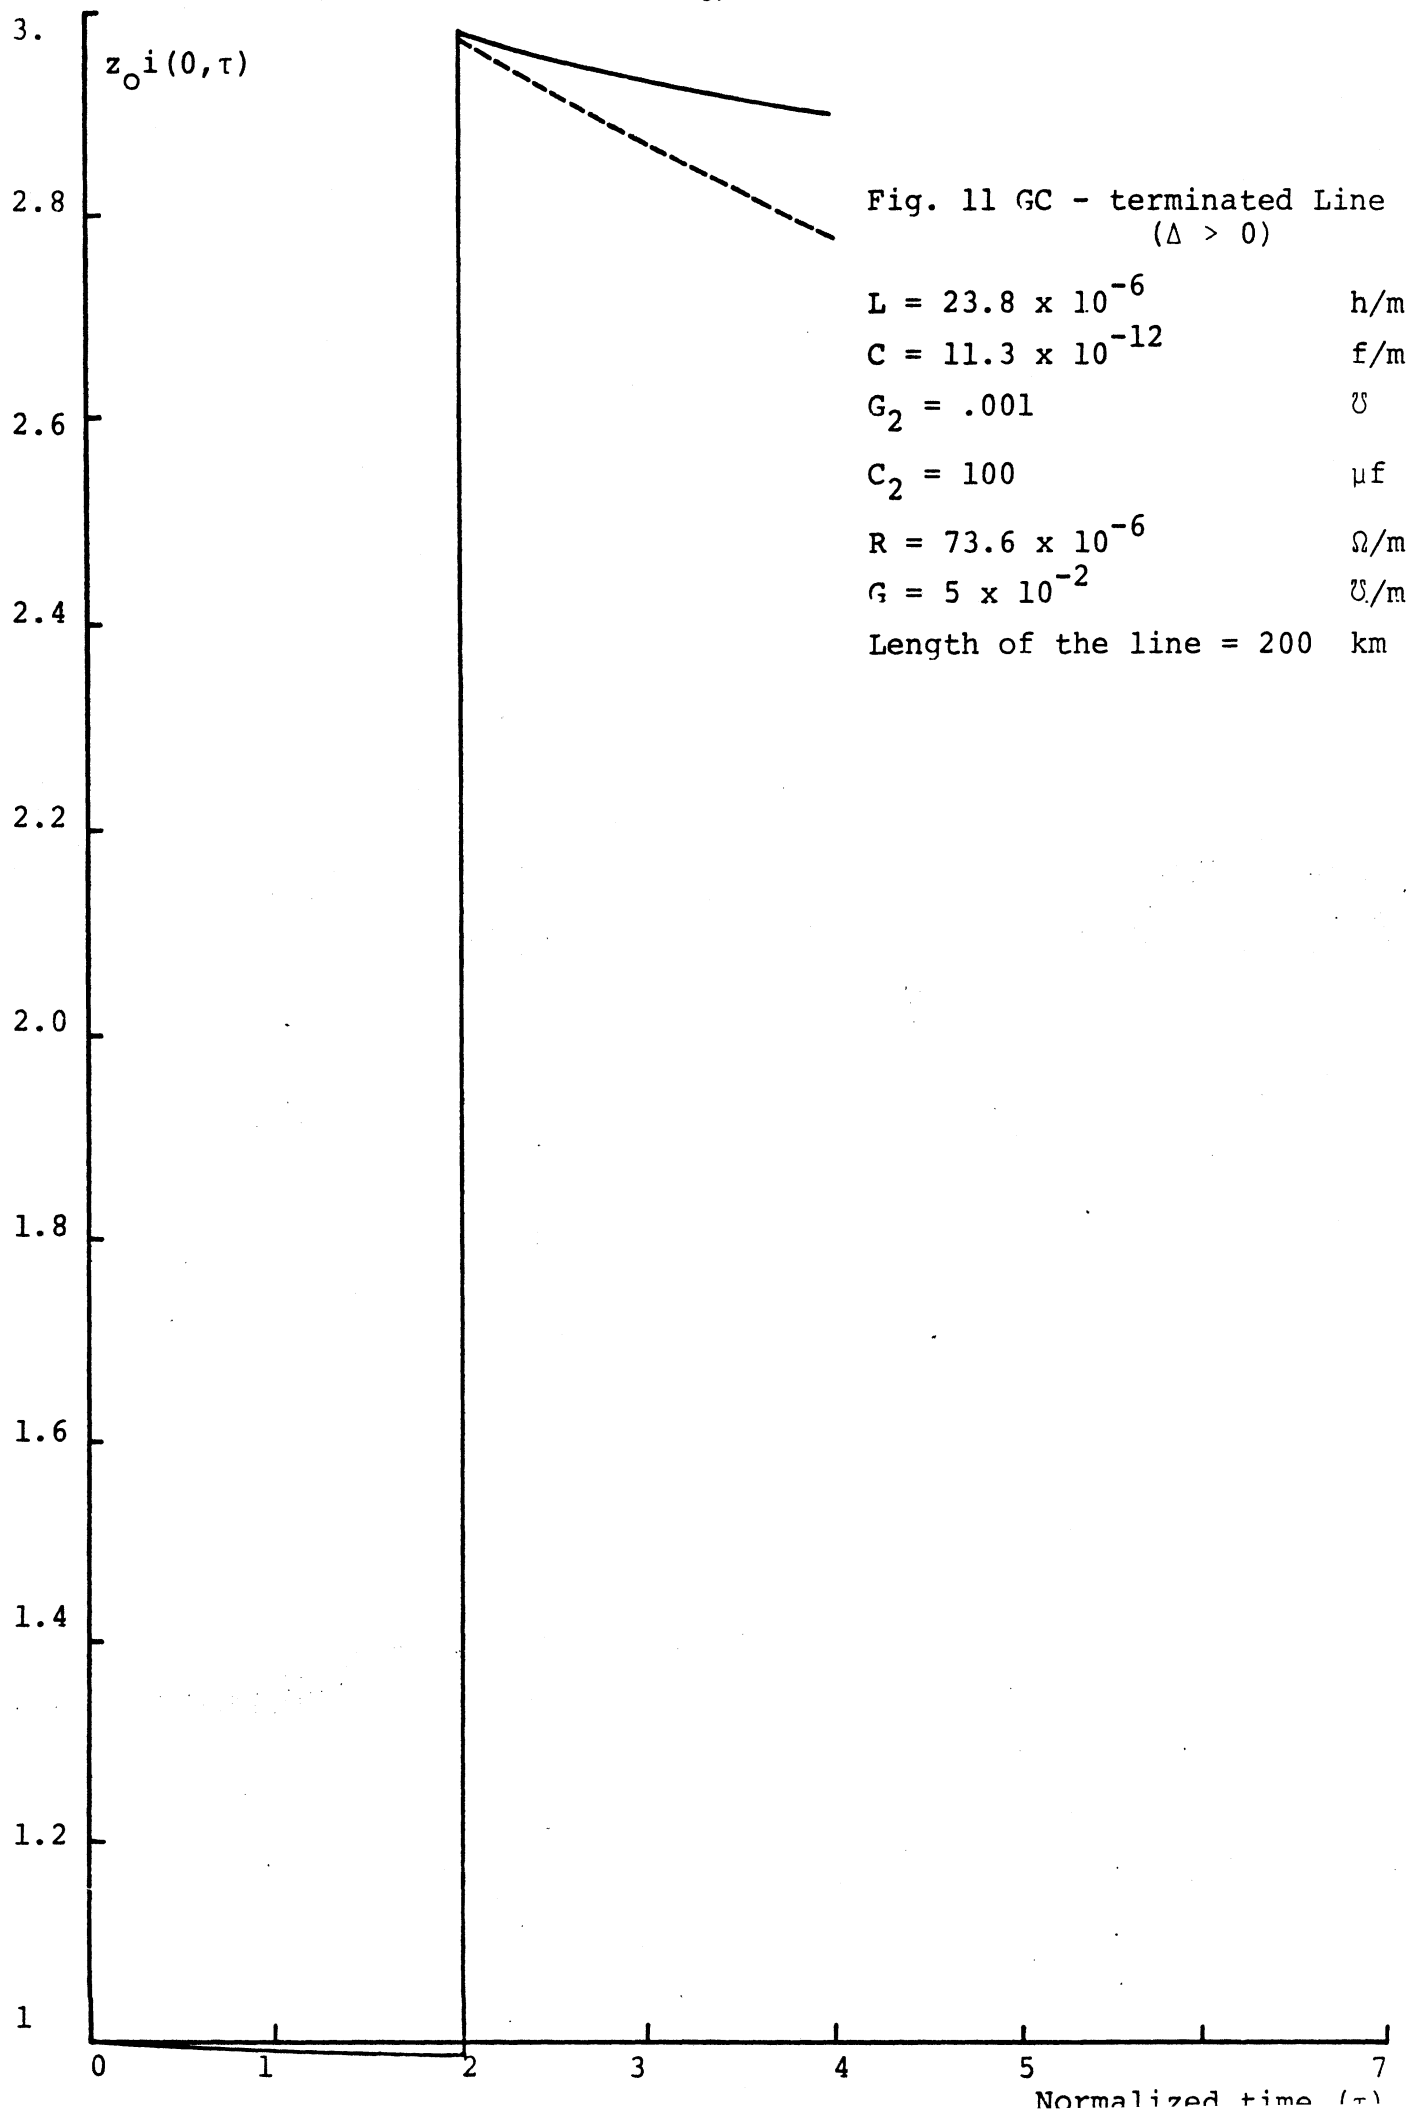 3.
z₀i(0,τ)
2.8
Fig. 11 GC - terminated Line
(Δ > 0)
L = 23.8 x 10⁻⁶ h/m
C = 11.3 x 10⁻¹² f/m
G₂ = .001 ℧
2.6
C₂ = 100 μf
R = 73.6 x 10⁻⁶ Ω/m
G = 5 x 10⁻² ℧/m
2.4
Length of the line = 200 km
2.2
2.0
1.8
1.6
1.4
1.2
1
0 1 2 3 4 5 7
Normalized time (τ)